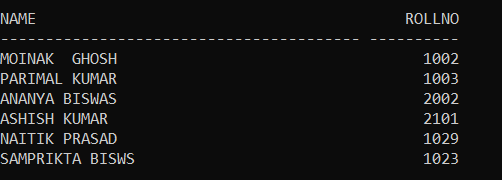 NAME                                         ROLLNO
---------------------------------------- ----------
MOINAK  GHOSH                                  1002
PARIMAL KUMAR                                  1003
ANANYA BISWAS                                  2002
ASHISH KUMAR                                   2101
NAITIK PRASAD                                  1029
SAMPRIKTA BISWS                                1023